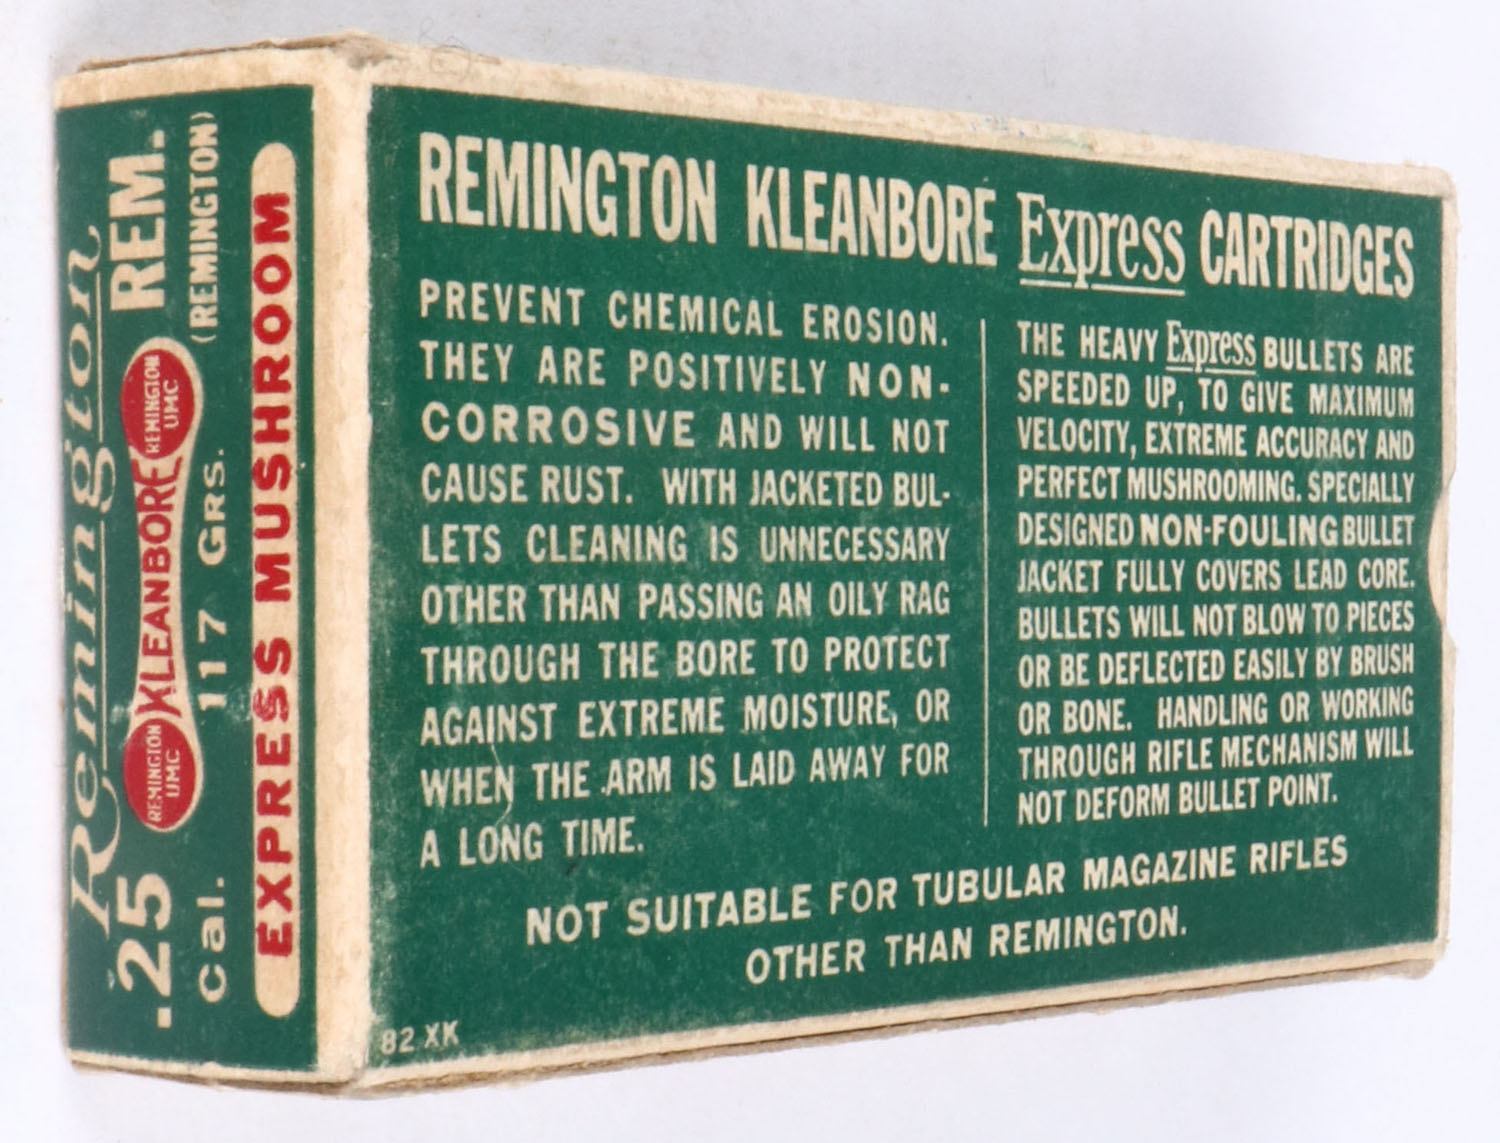 Remington
.25 REM.
REMINGTON
UMC
KLEANBORE
REMINGTON
UMC
Cal. 117 Grs. (REMINGTON)
EXPRESS MUSHROOM
REMINGTON KLEANBORE Express CARTRIDGES
PREVENT CHEMICAL EROSION.
THEY ARE POSITIVELY NON-
CORROSIVE AND WILL NOT
CAUSE RUST. WITH JACKETED BUL-
LETS CLEANING IS UNNECESSARY
OTHER THAN PASSING AN OILY RAG
THROUGH THE BORE TO PROTECT
AGAINST EXTREME MOISTURE, OR
WHEN THE ARM IS LAID AWAY FOR
A LONG TIME.
THE HEAVY Express BULLETS ARE
SPEEDED UP, TO GIVE MAXIMUM
VELOCITY, EXTREME ACCURACY AND
PERFECT MUSHROOMING. SPECIALLY
DESIGNED NON-FOULING BULLET
JACKET FULLY COVERS LEAD CORE.
BULLETS WILL NOT BLOW TO PIECES
OR BE DEFLECTED EASILY BY BRUSH
OR BONE. HANDLING OR WORKING
THROUGH RIFLE MECHANISM WILL
NOT DEFORM BULLET POINT.
NOT SUITABLE FOR TUBULAR MAGAZINE RIFLES
OTHER THAN REMINGTON.
82 XK